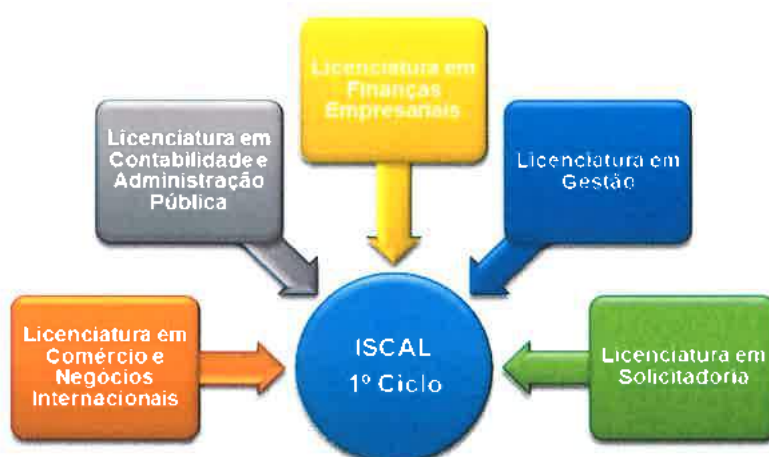 Licenciatura em
Finanças
Empresariais
Licenciatura em
Contabilidade e
Administração
Pública
Licenciatura em
Gestão
Licenciatura em
Comércio e
Negócios
Internacionais
ISCAL
1º Ciclo
Licenciatura em
Solicitadoria